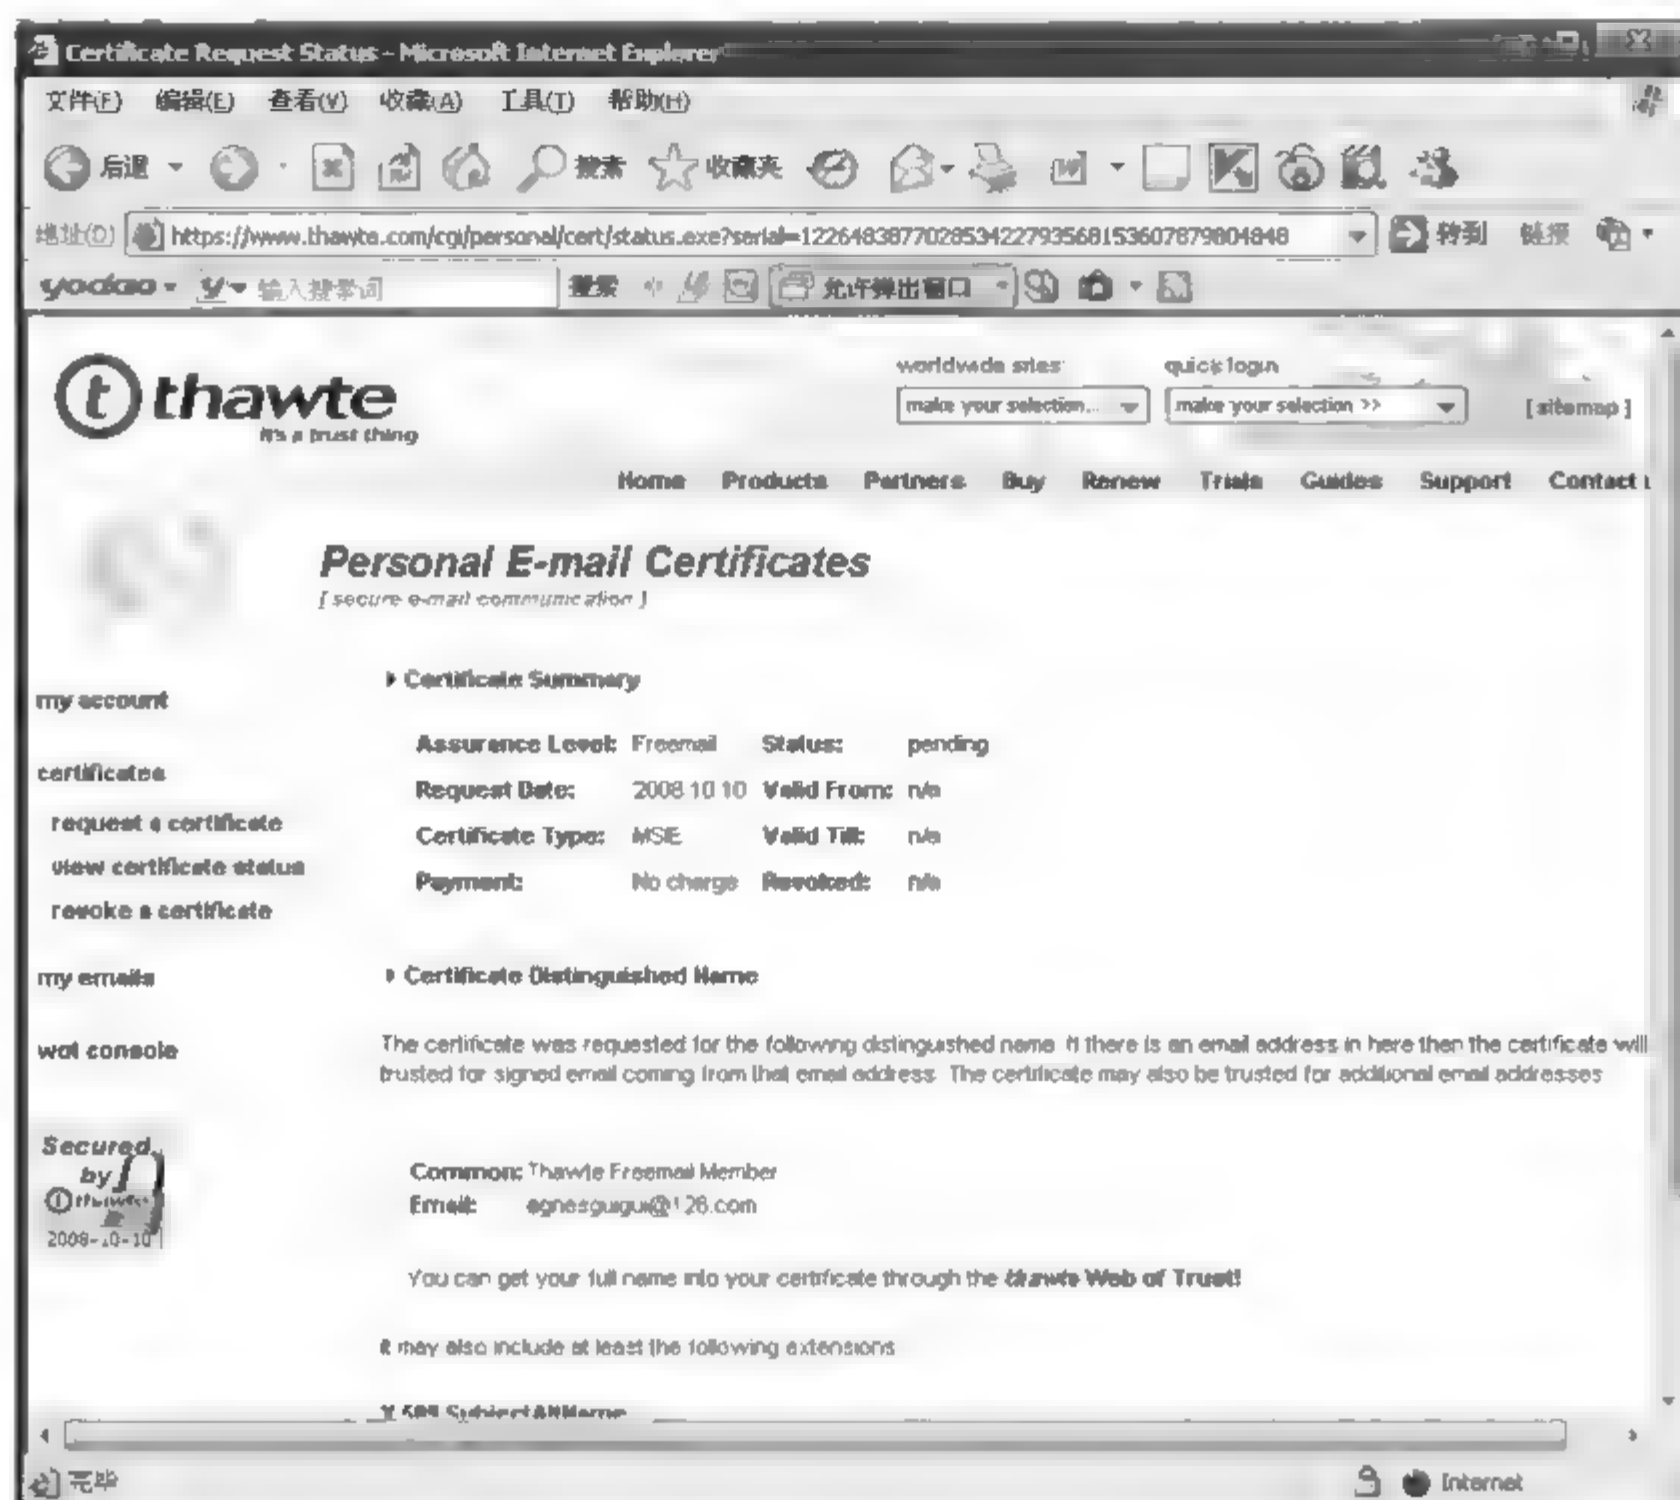 Certificate Request Status - Microsoft Internet Explorer
文件(F) 编辑(E) 查看(V) 收藏(A) 工具(T) 帮助(H)
后退 搜索 收藏夹
地址(D) https://www.thawte.com/cgi/personal/cert/status.exe?serial=122648387702853422793568153607879804848 转到 链接
yodao 输入搜索词 搜索 允许弹出窗口
worldwide sites: quick login
thawte make your selection... make your selection >> [ sitemap ]
it's a trust thing
Home Products Partners Buy Renew Trials Guides Support Contact
Personal E-mail Certificates
[ secure e-mail communication ]
Certificate Summary
my account
Assurance Level: Freemail Status: pending
certificates
Request Date: 2008 10 10 Valid From: n/a
request a certificate
Certificate Type: MSIE Valid Till: n/a
view certificate status
Payment: No charge Revoked: n/a
revoke a certificate
my emails
Certificate Distinguished Name
wot console
The certificate was requested for the following distinguished name. If there is an email address in here then the certificate will
trusted for signed email coming from that email address. The certificate may also be trusted for additional email addresses
Secured
by
thawte
2008-10-10
Common: Thawte Freemail Member
Email: agnesguigui@126.com
You can get your full name into your certificate through the thawte Web of Trust!
It may also include at least the following extensions
X.509 SubjectAltName
完毕 Internet